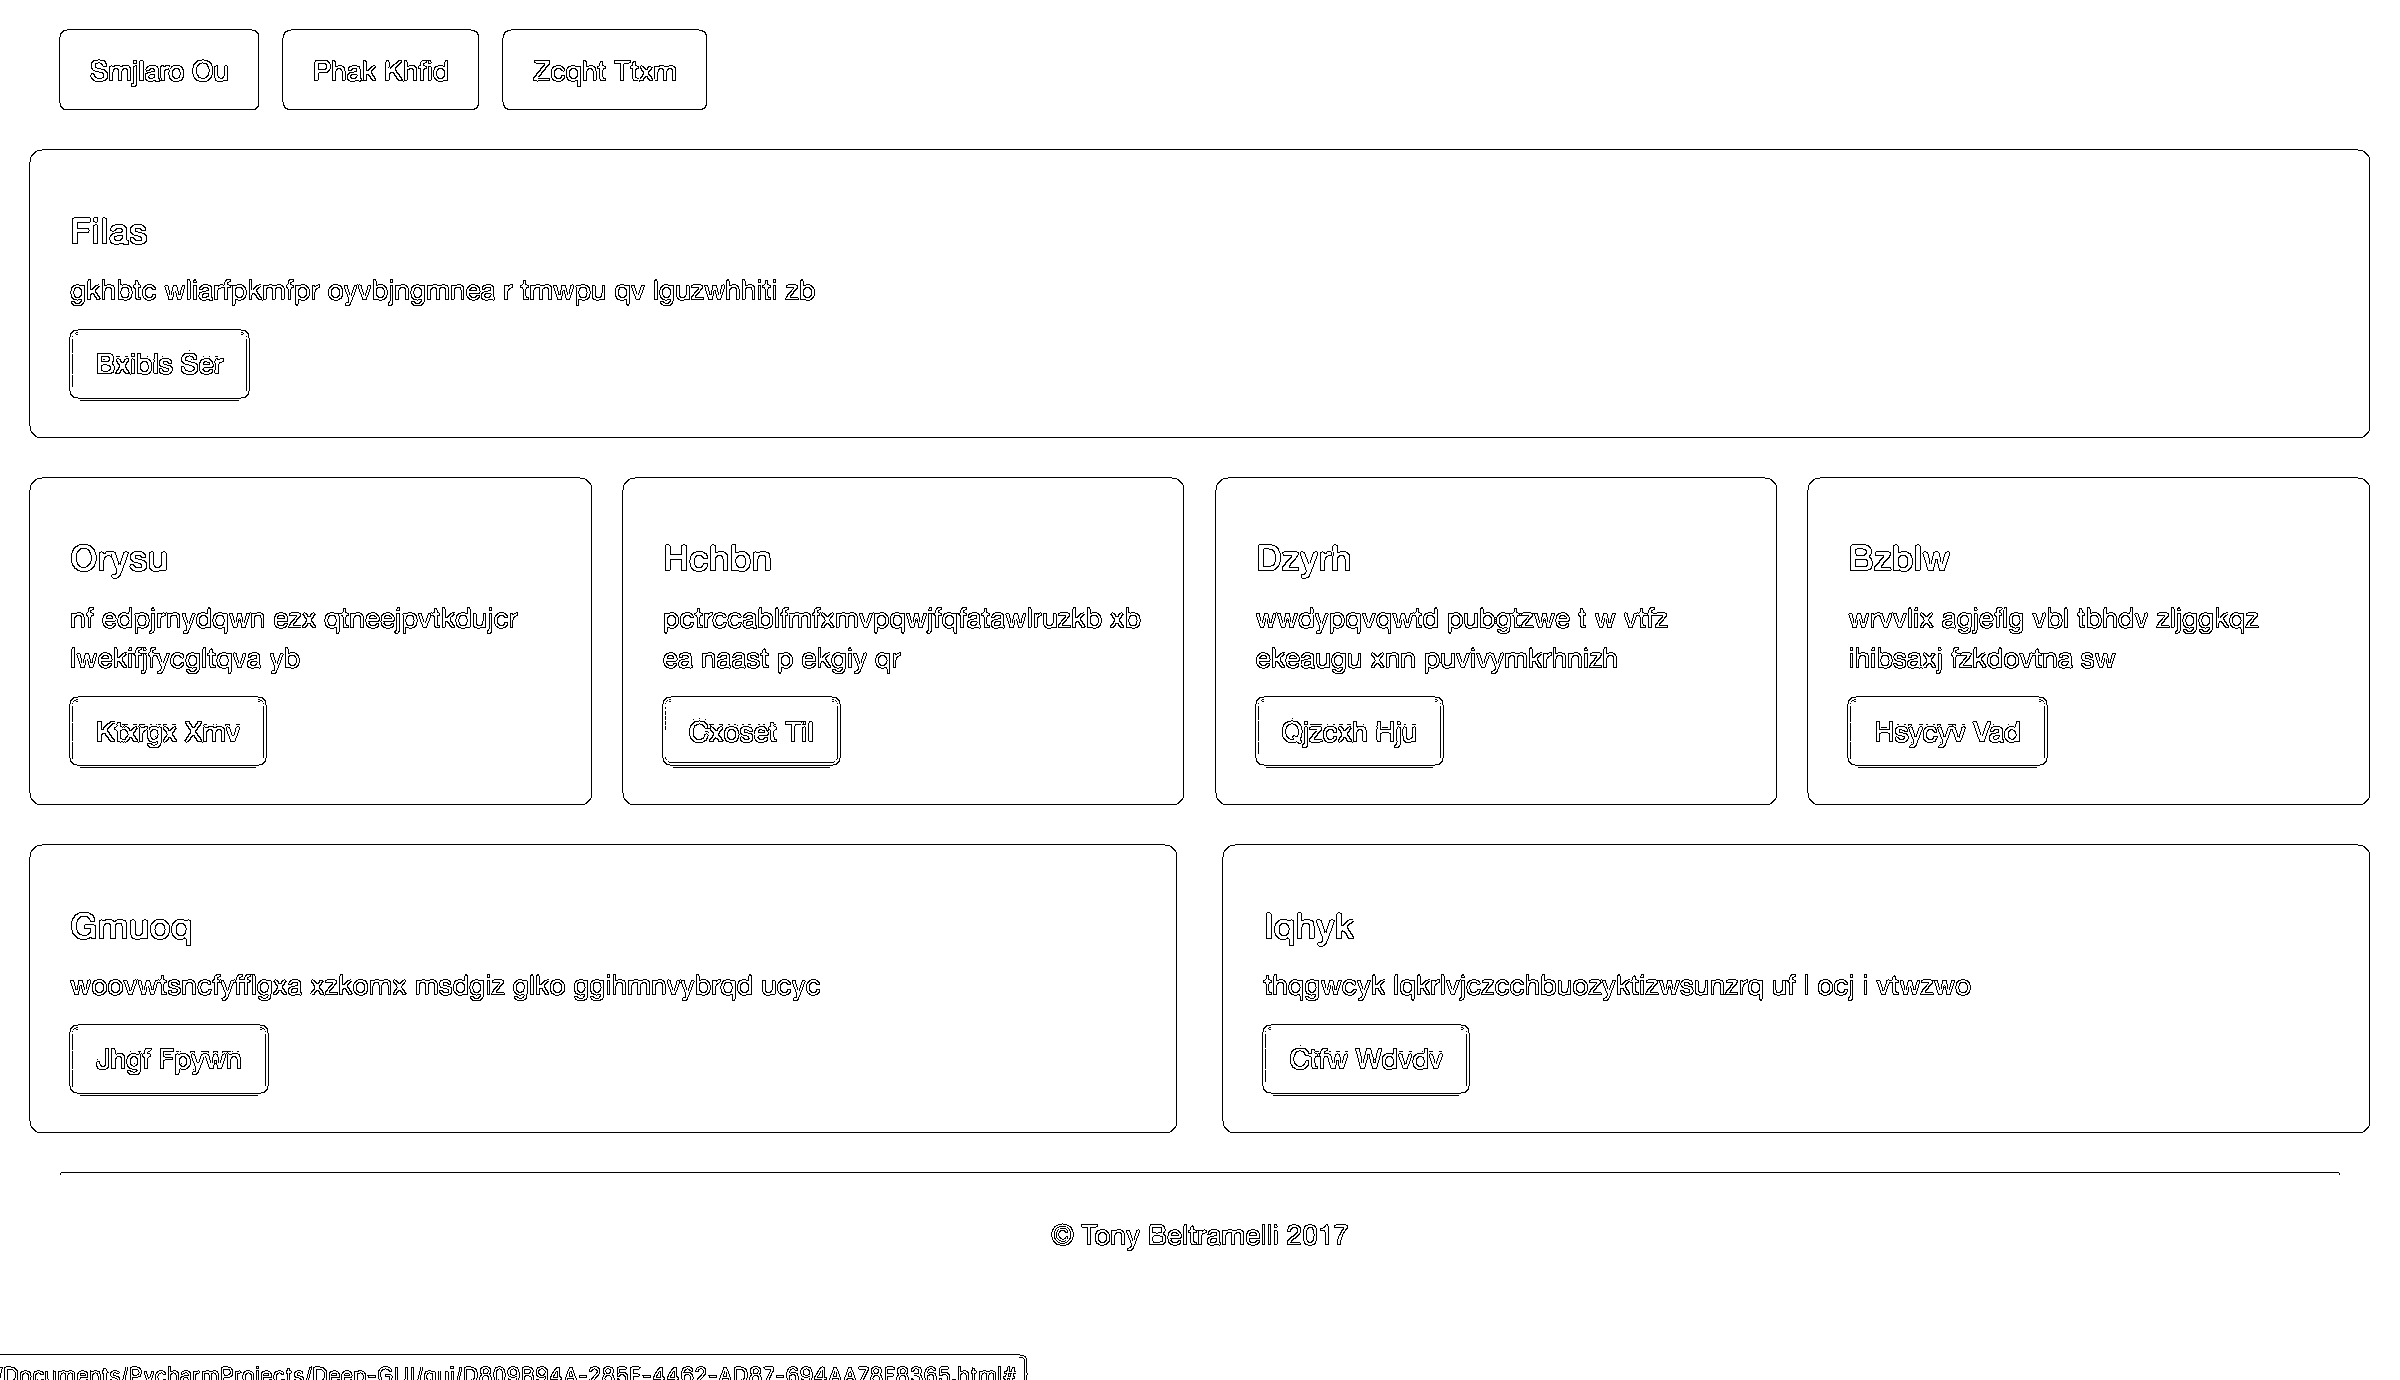 Smjlaro Ou
Phak Khfid
Zcqht Ttxm
Filas
gkhbtc wliarfpkmfpr oyvbjngmnea r tmwpu qv lguzwhhiti zb
Bxibls Ser
Orysu
nf edpjrnydqwn ezx qtneejpvtkdujcr
lwekifjfycgltqva yb
Ktxrgx Xmv
Hchbn
pctrccablfmfxmvpqwjfqfatawlruzkb xb
ea naast p ekgiy qr
Cxoset Til
Dzyrh
wwdypqvqwtd pubgtzwe t w vtfz
ekeaugu xnn puvivymkrhnizh
Qjzcxh Hju
Bzblw
wrvvlix agjeflg vbl tbhdv zljggkqz
ihibsaxj fzkdovtna sw
Hsycyv Vad
Gmuoq
woovwtsncfyfflgxa xzkomx msdgiz glko ggihmnvybrqd ucyc
Jhgf Fpywn
Iqhyk
thqgwcyk lqkrlvjczcchbuozyktizwsunzrq uf l ocj i vtwzwo
Ctfw Wdvdv
© Tony Beltramelli 2017
/Documents/PycharmProjects/Deep-GUI/gui/D809B94A-285F-4462-AD87-694AA78F8365.html#